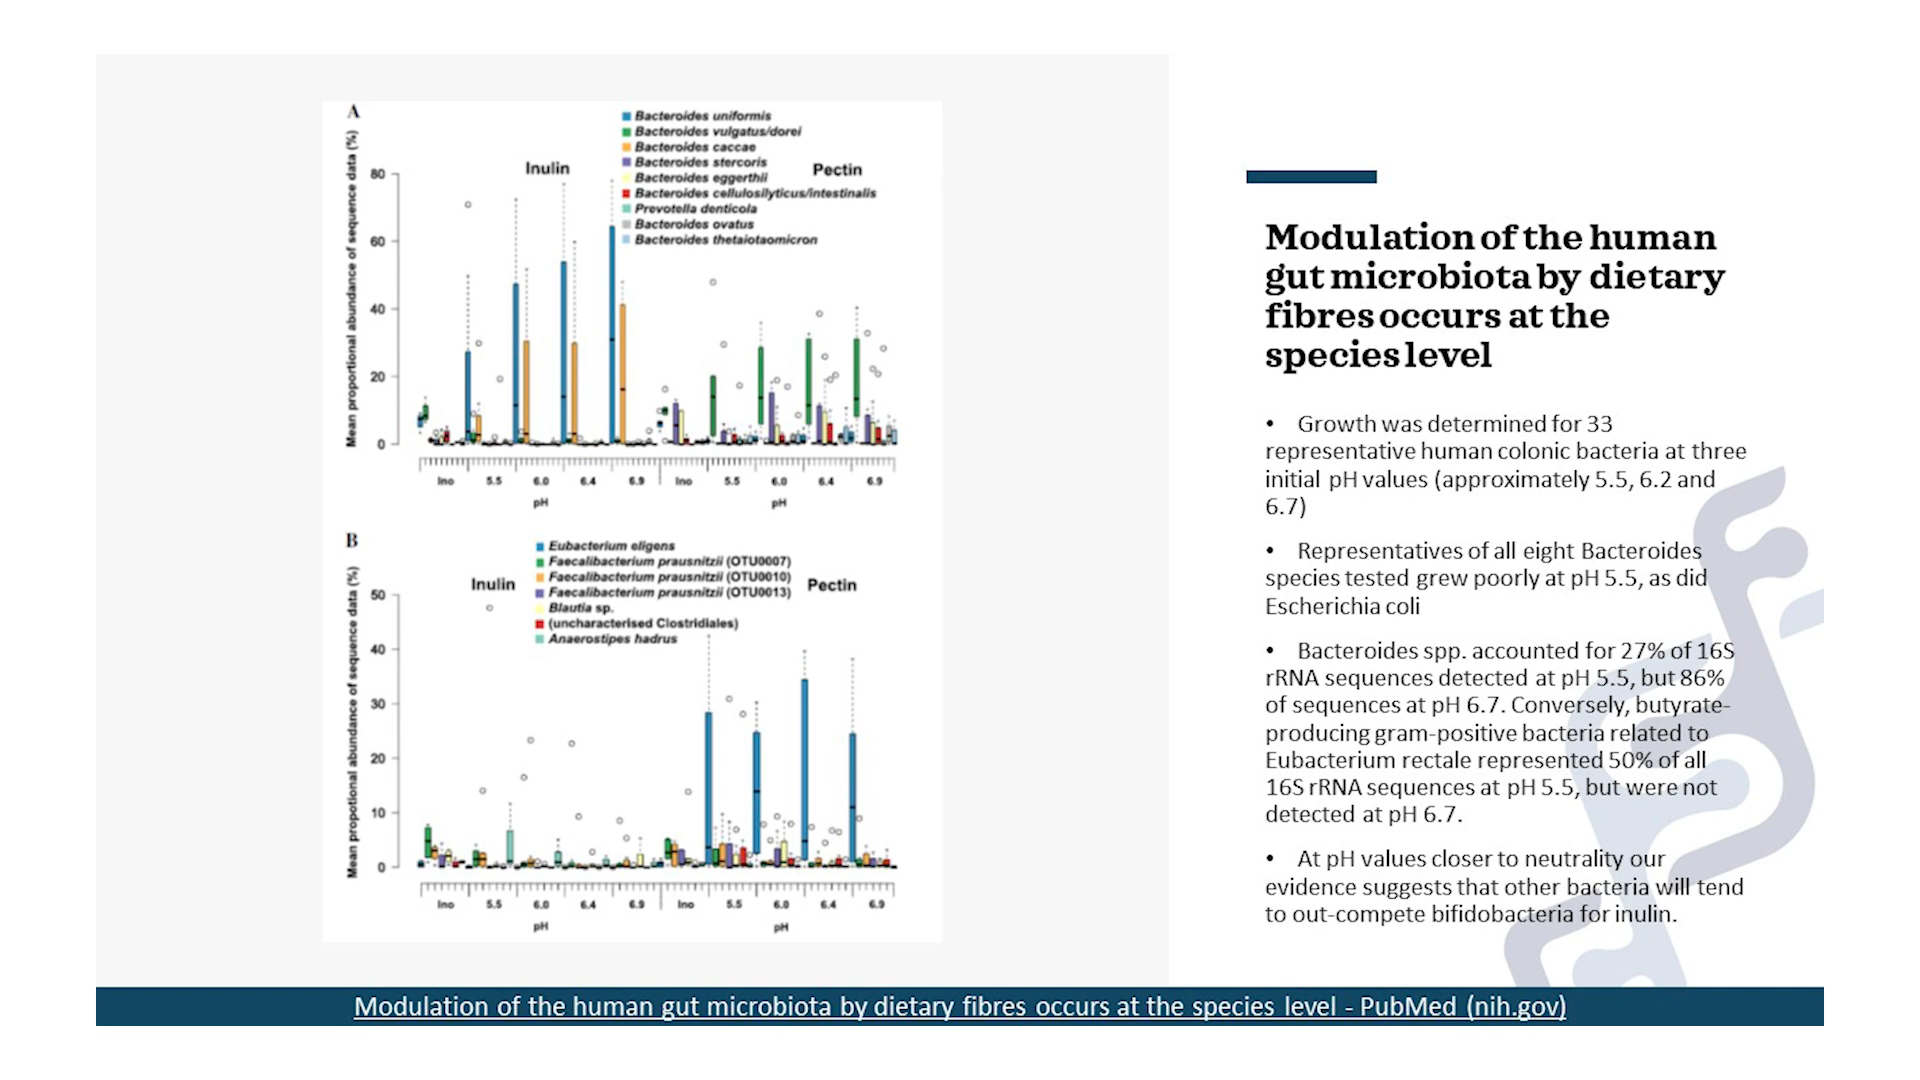 A
Mean proportional abundance of sequence data (%)
Bacteroides uniformis
Bacteroides vulgatus/dorei
Bacteroides caccae
Bacteroides stercoris
Bacteroides eggerthii
Bacteroides cellulosilyticus/intestinalis
Prevotella denticola
Bacteroides ovatus
Bacteroides thetaiotaomicron
Inulin
Pectin
80
60
40
20
0
Ino 5.5 6.0 6.4 6.9 Ino 5.5 6.0 6.4 6.9
pH pH
B
Mean propotional abundance of sequence data (%)
Eubacterium eligens
Faecalibacterium prausnitzii (OTU0007)
Faecalibacterium prausnitzii (OTU0010)
Faecalibacterium prausnitzii (OTU0013)
Blautia sp.
(uncharacterised Clostridiales)
Anaerostipes hadrus
Inulin
Pectin
50
40
30
20
10
0
Ino 5.5 6.0 6.4 6.9 Ino 5.5 6.0 6.4 6.9
pH pH
Modulation of the human
gut microbiota by dietary
fibres occurs at the
species level
• Growth was determined for 33
representative human colonic bacteria at three
initial pH values (approximately 5.5, 6.2 and
6.7)
• Representatives of all eight Bacteroides
species tested grew poorly at pH 5.5, as did
Escherichia coli
• Bacteroides spp. accounted for 27% of 16S
rRNA sequences detected at pH 5.5, but 86%
of sequences at pH 6.7. Conversely, butyrate-
producing gram-positive bacteria related to
Eubacterium rectale represented 50% of all
16S rRNA sequences at pH 5.5, but were not
detected at pH 6.7.
• At pH values closer to neutrality our
evidence suggests that other bacteria will tend
to out-compete bifidobacteria for inulin.
Modulation of the human gut microbiota by dietary fibres occurs at the species level - PubMed (nih.gov)